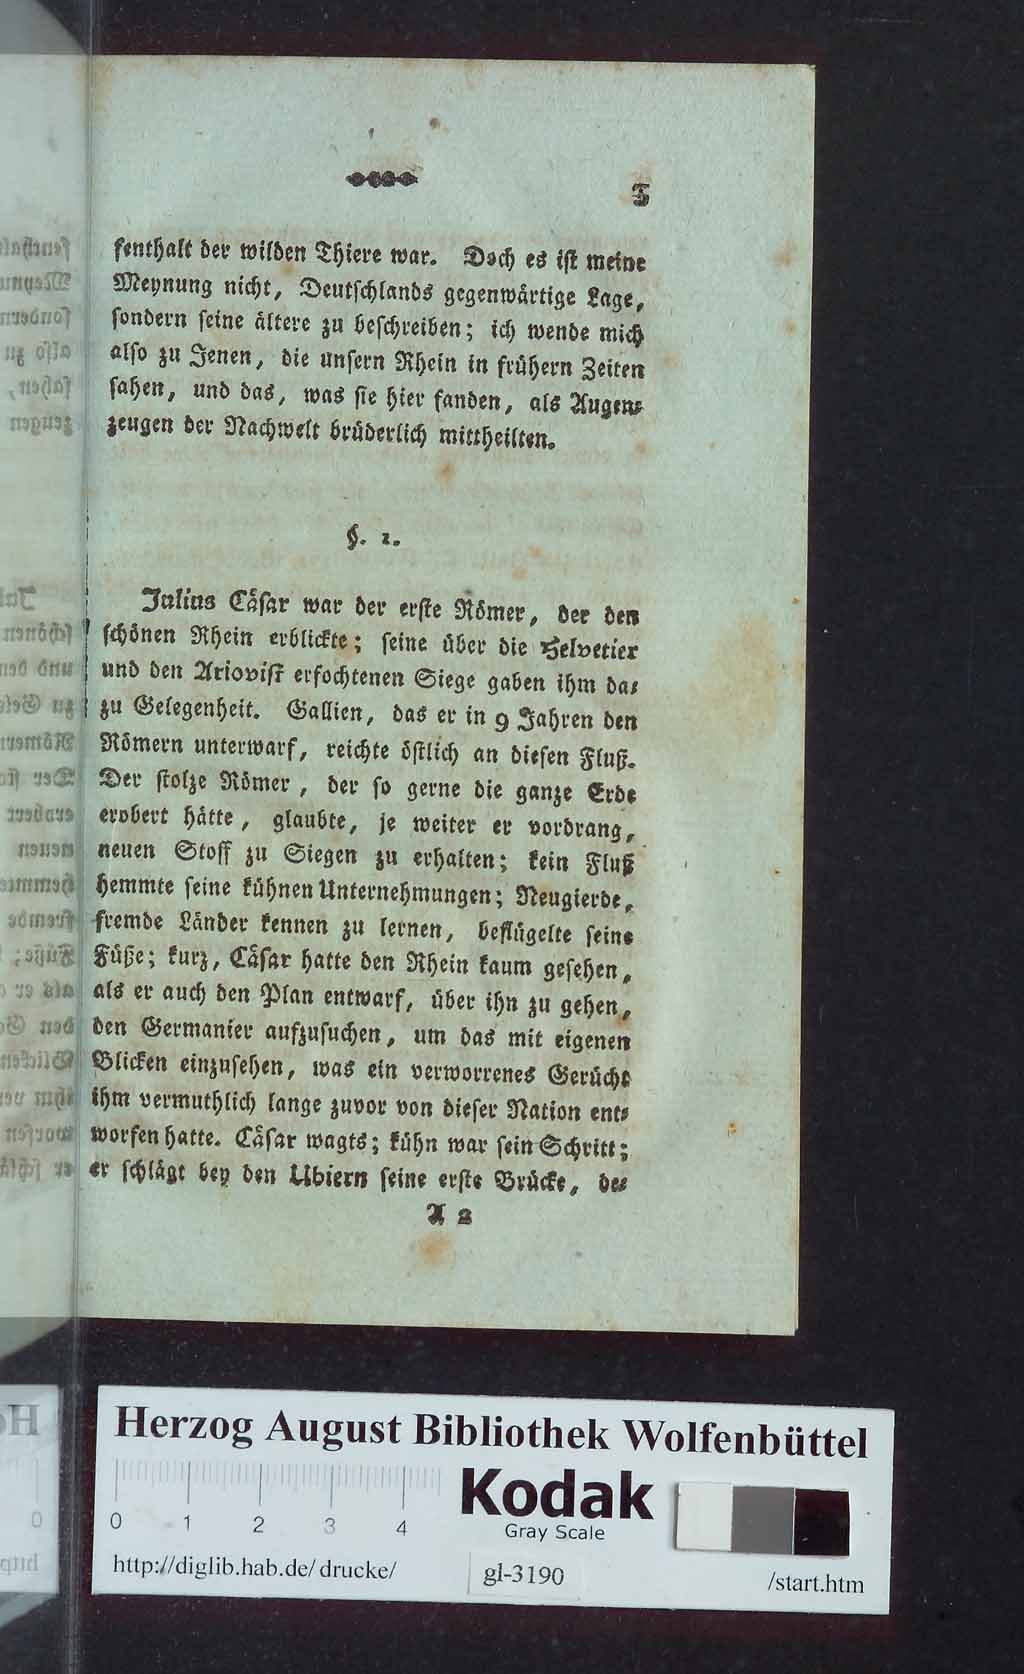 3
ſenthalt der wilden Thiere war. Doch es iſt meine
Meynung nicht, Deutſchlands gegenwärtige Lage,
ſondern ſeine ältere zu beſchreiben; ich wende mich
alſo zu Jenen, die unſern Rhein in frühern Zeiten
ſahen, und das, was ſie hier fanden, als Augen⸗
zeugen der Nachwelt brüderlich mittheilten.
§. 1.
Julius Cäſar war der erſte Römer, der den
ſchönen Rhein erblickte; ſeine über die Helvetier
und den Arioviſt erfochtenen Siege gaben ihm da⸗
zu Gelegenheit. Gallien, das er in 9 Jahren den
Römern unterwarf, reichte öſtlich an dieſen Fluß.
Der ſtolze Römer, der ſo gerne die ganze Erde
erobert hätte, glaubte, je weiter er vordrang,
neuen Stoff zu Siegen zu erhalten; kein Fluß
hemmte ſeine kühnen Unternehmungen; Neugierde,
fremde Länder kennen zu lernen, beflügelte ſeine
Füße; kurz, Cäſar hatte den Rhein kaum geſehen,
als er auch den Plan entwarf, über ihn zu gehen,
den Germanier aufzuſuchen, um das mit eigenen
Blicken einzuſehen, was ein verworrenes Gerücht
ihm vermuthlich lange zuvor von dieſer Nation ent⸗
worfen hatte. Cäſar wagts; kühn war ſein Schritt;
er ſchlägt bey den Ubiern ſeine erſte Brücke, de⸗
A 2
Herzog August Bibliothek Wolfenbüttel
Kodak
Gray Scale
0 1 2 3 4
http://diglib.hab.de/drucke/ gl-3190 /start.htm